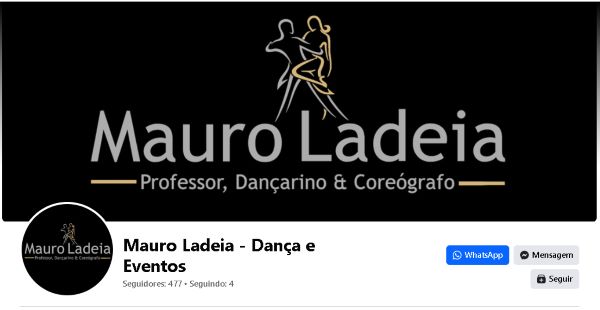 Mauro Ladeia
Professor, Dançarino & Coreógrafo
Mauro Ladeia
Professor, Dançarino & Coreógrafo
Mauro Ladeia - Dança e
Eventos
Seguidores: 477 • Seguindo: 4
WhatsApp
Mensagem
Seguir